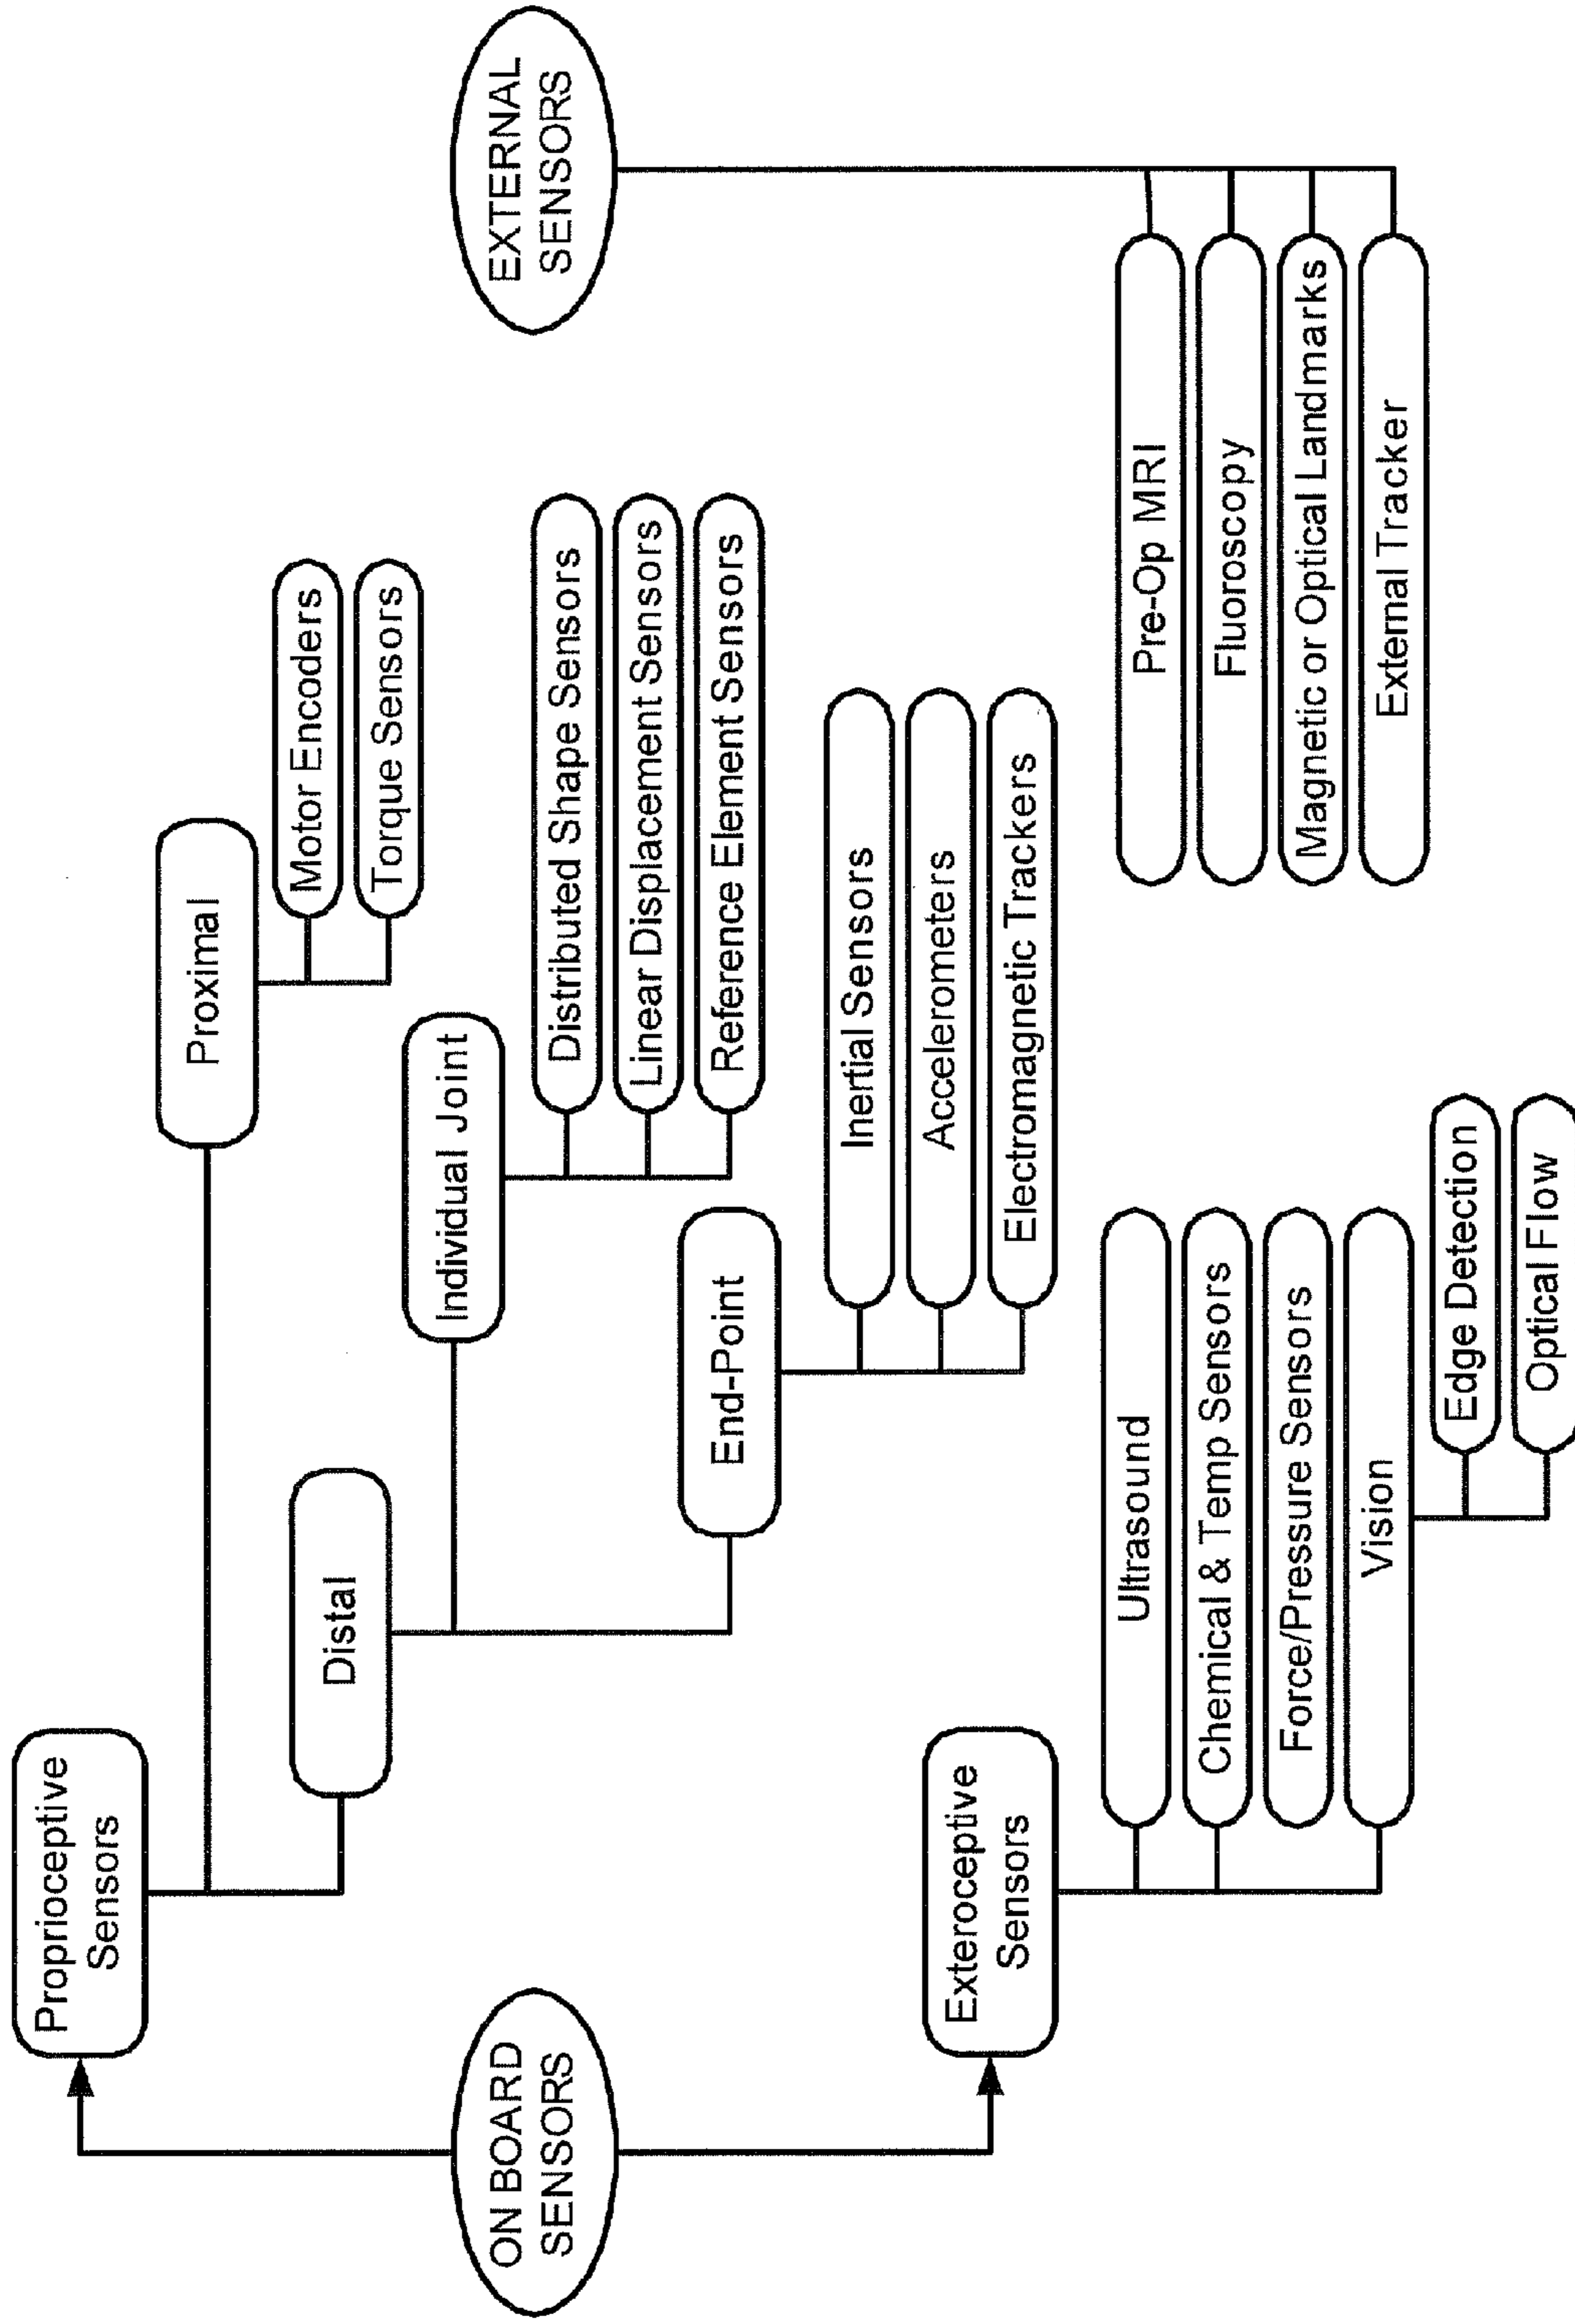 Proprioceptive
Sensors
Proximal
Motor Encoders
Torque Sensors
Distal
Individual Joint
Distributed Shape Sensors
Linear Displacement Sensors
Reference Element Sensors
End-Point
Inertial Sensors
Accelerometers
Electromagnetic Trackers
ON BOARD
SENSORS
Exteroceptive
Sensors
Ultrasound
Chemical & Temp Sensors
Force/Pressure Sensors
Vision
Edge Detection
Optical Flow
EXTERNAL
SENSORS
Pre-Op MRI
Fluoroscopy
Magnetic or Optical Landmarks
External Tracker